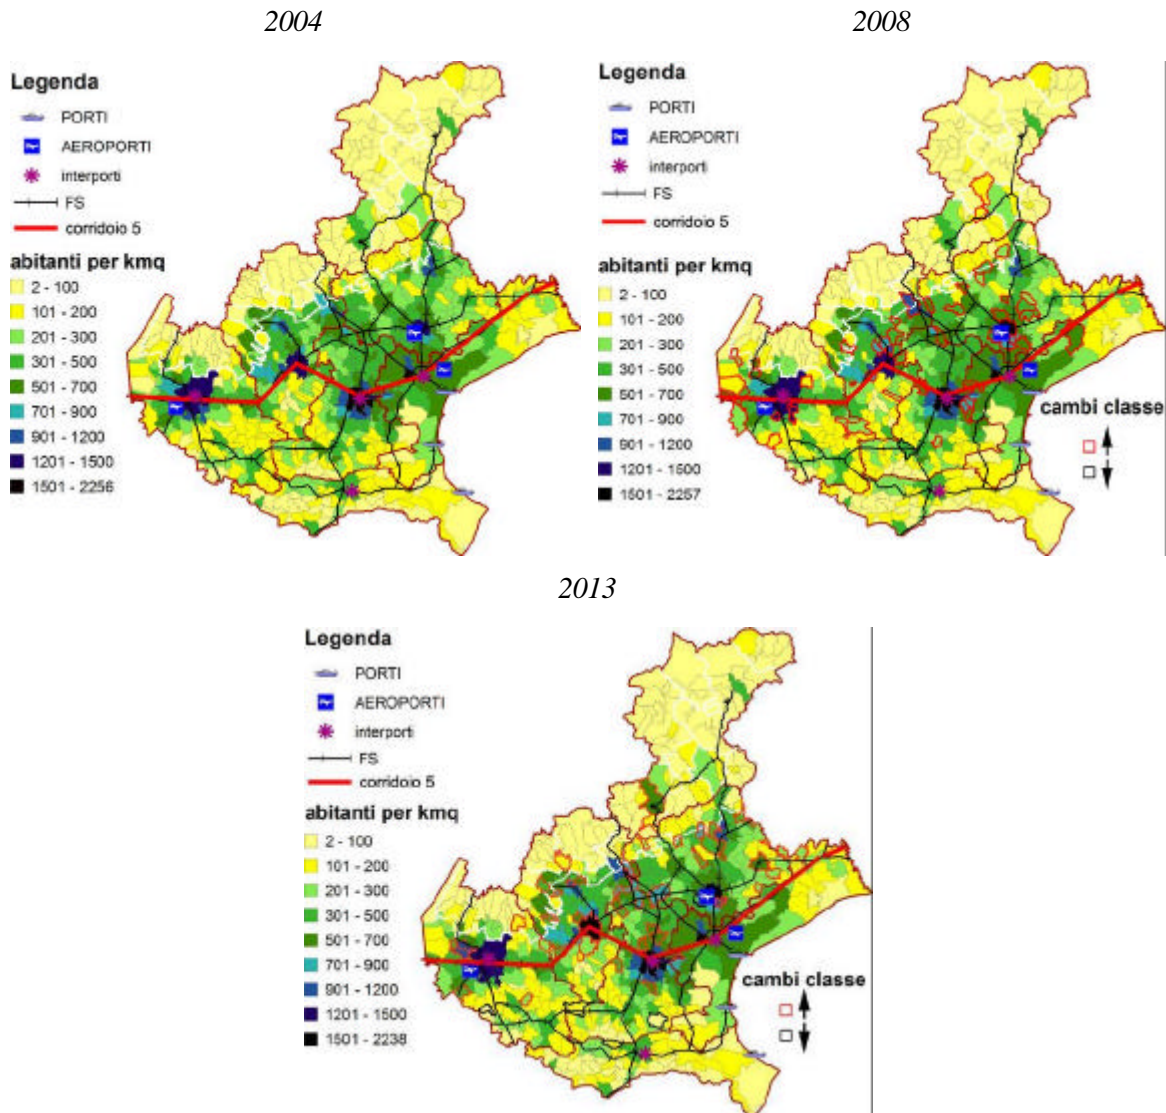 2004
Legenda
PORTI
AEROPORTI
interporti
FS
corridoio 5
abitanti per kmq
2 - 100
101 - 200
201 - 300
301 - 500
501 - 700
701 - 900
901 - 1200
1201 - 1500
1501 - 2256
2008
Legenda
PORTI
AEROPORTI
interporti
FS
corridoio 5
abitanti per kmq
2 - 100
101 - 200
201 - 300
301 - 500
501 - 700
701 - 900
901 - 1200
1201 - 1500
1501 - 2257
cambi classe
2013
Legenda
PORTI
AEROPORTI
interporti
FS
corridoio 5
abitanti per kmq
2 - 100
101 - 200
201 - 300
301 - 500
501 - 700
701 - 900
901 - 1200
1201 - 1500
1501 - 2238
cambi classe